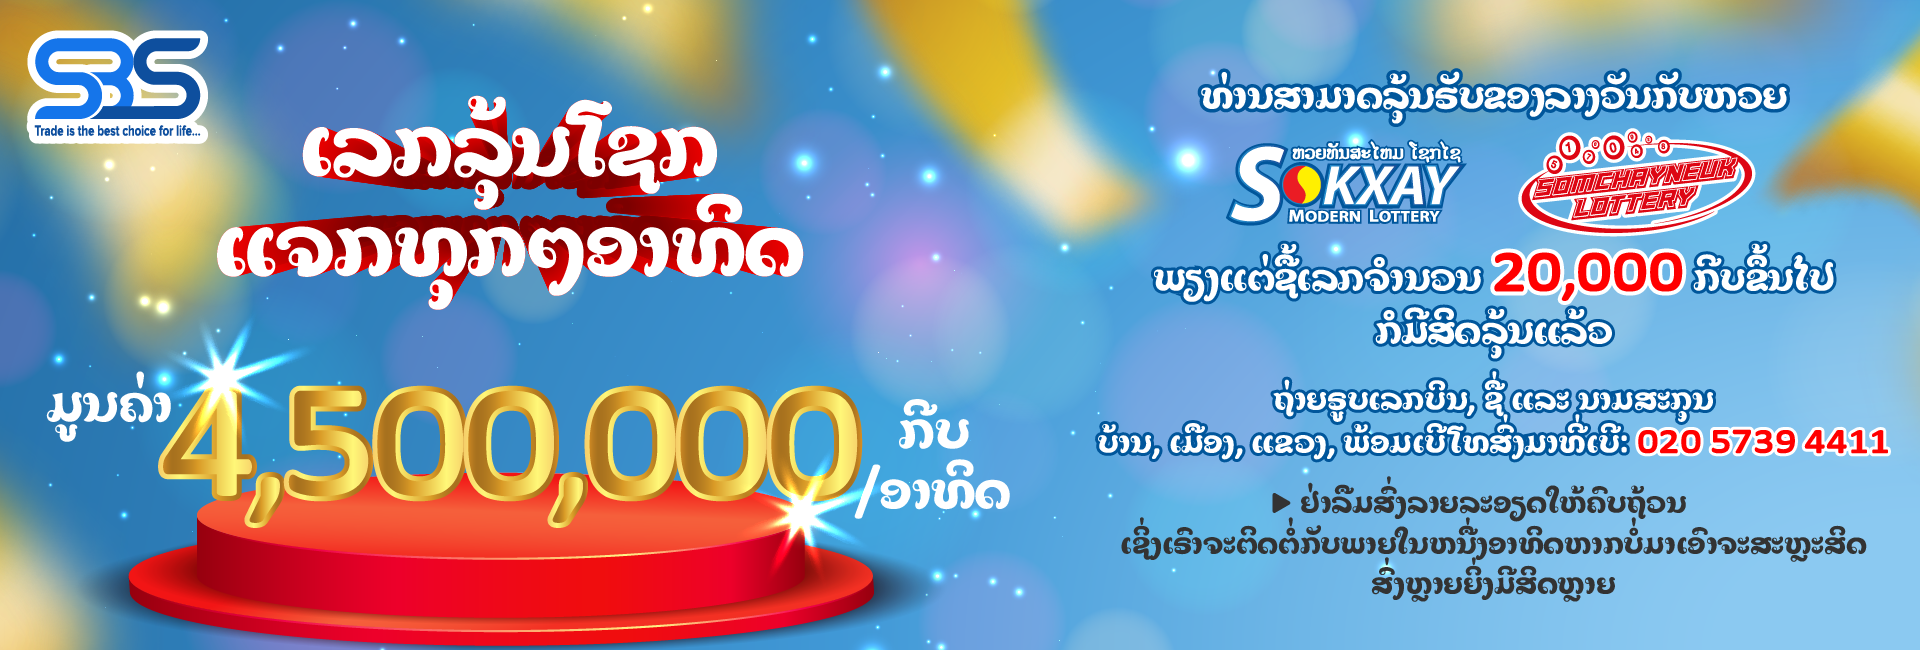 SBS
Trade is the best choice for life...
ເລກລຸ້ນໂຊກ
ແຈກທຸກໆອາທິດ
ມູນຄ່າ 4,500,000 ກີບ
/ອາທິດ
ທ່ານສາມາດລຸ້ນຮັບຂອງລາງວັນກັບຫວຍ
ຫວຍທັນສະໄຫມ ໂຊກໄຊ
SOKXAY
MODERN LOTTERY
SOMCHAYNEUK
LOTTERY
ພຽງແຕ່ຊື້ເລກຈຳນວນ 20,000 ກີບຂຶ້ນໄປ
ກໍມີສິດລຸ້ນແລ້ວ
ຖ່າຍຮູບເລກບິນ, ຊື່ ແລະ ນາມສະກຸນ
ບ້ານ, ເມືອງ, ແຂວງ, ພ້ອມເບີໂທສົ່ງມາທີ່ເບີ: 020 5739 4411
▶ ຢ່າລືມສົ່ງລາຍລະອຽດໃຫ້ຄົບຖ້ວນ
ເຊິ່ງເຮົາຈະຕິດຕໍ່ກັບພາຍໃນຫນຶ່ງອາທິດຫາກບໍ່ມາເອົາຈະສະຫຼະສິດ
ສົ່ງຫຼາຍຍິ່ງມີສິດຫຼາຍ